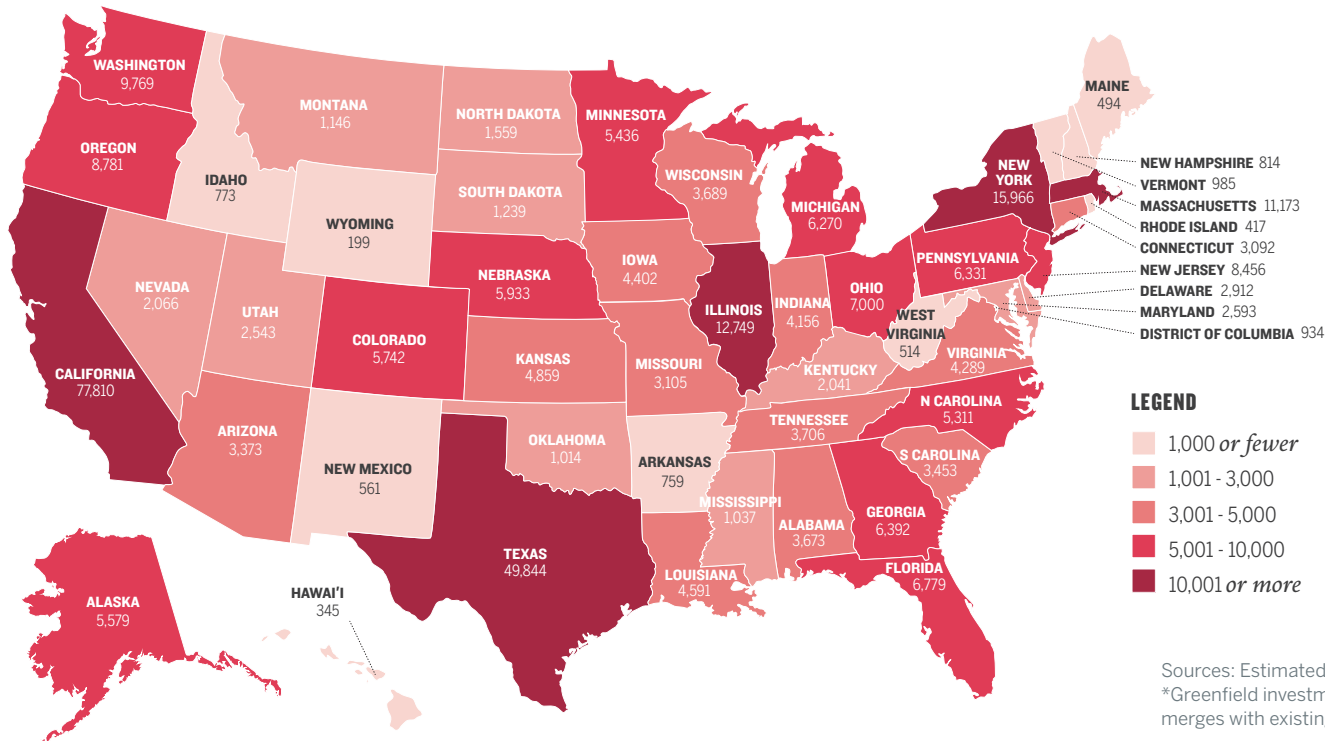 WASHINGTON
9,769
OREGON
8,781
CALIFORNIA
77,810
IDAHO
773
NEVADA
2,066
MONTANA
1,146
WYOMING
199
UTAH
2,543
ARIZONA
3,373
COLORADO
5,742
NEW MEXICO
561
NORTH DAKOTA
1,559
SOUTH DAKOTA
1,239
NEBRASKA
5,933
KANSAS
4,859
OKLAHOMA
1,014
TEXAS
49,844
MINNESOTA
5,436
IOWA
4,402
MISSOURI
3,105
ARKANSAS
759
LOUISIANA
4,591
WISCONSIN
3,689
ILLINOIS
12,749
MICHIGAN
6,270
INDIANA
4,156
OHIO
7,000
KENTUCKY
2,041
TENNESSEE
3,706
MISSISSIPPI
1,037
ALABAMA
3,673
GEORGIA
6,392
FLORIDA
6,779
S CAROLINA
3,453
N CAROLINA
5,311
VIRGINIA
4,289
WEST
VIRGINIA
514
PENNSYLVANIA
6,331
NEW
YORK
15,966
MAINE
494
NEW HAMPSHIRE 814
VERMONT 985
MASSACHUSETTS 11,173
RHODE ISLAND 417
CONNECTICUT 3,092
NEW JERSEY 8,456
DELAWARE 2,912
MARYLAND 2,593
DISTRICT OF COLUMBIA 934
ALASKA
5,579
HAWAI'I
345
LEGEND
1,000 or fewer
1,001 - 3,000
3,001 - 5,000
5,001 - 10,000
10,001 or more
Sources: Estimated
*Greenfield investm
merges with existin